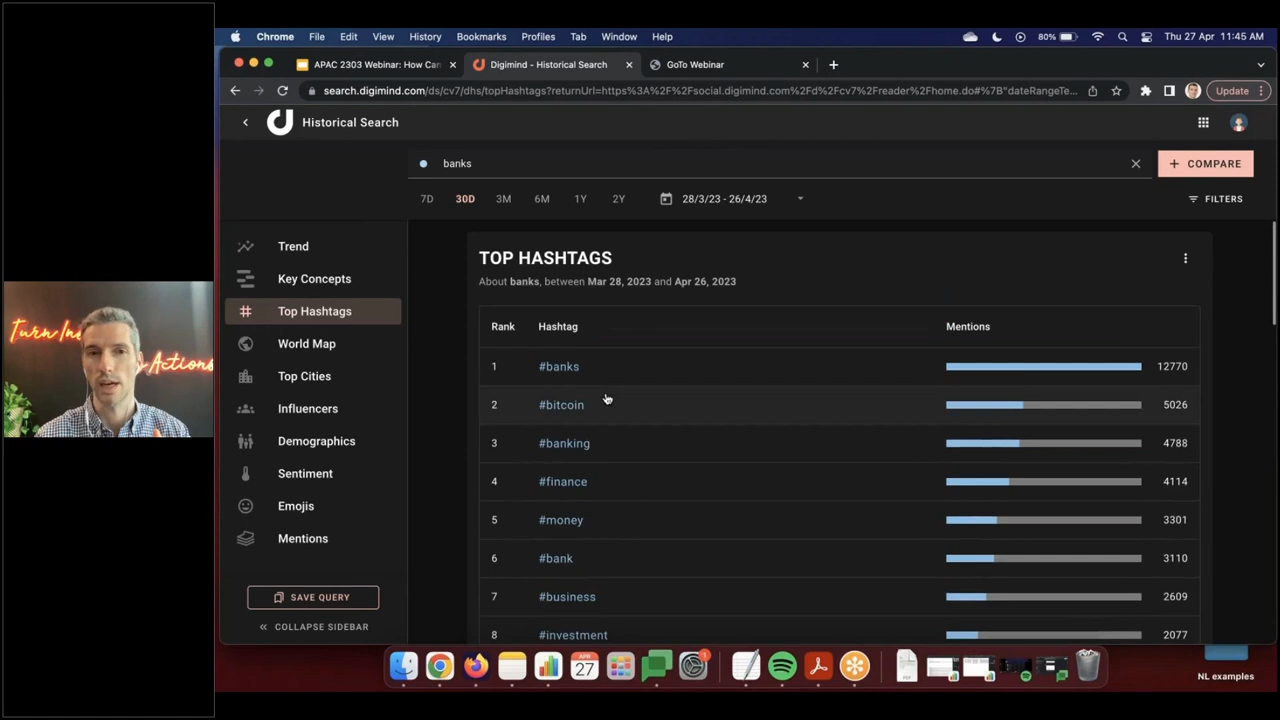 Chrome File Edit View History Bookmarks Profiles Tab Window Help 80% Thu 27 Apr 11:45 AM
APAC 2303 Webinar: How Can Digimind - Historical Search GoTo Webinar
search.digimind.com/ds/cv7/dhs/topHashtags?returnUrl=https%3A%2F%2Fsocial.digimind.com%2Fd%2Fcv7%2Freader%2Fhome.do#%7B"dateRangeTe... Update
Historical Search
banks
+ COMPARE
7D 30D 3M 6M 1Y 2Y 28/3/23 - 26/4/23 FILTERS
Trend
Key Concepts
Top Hashtags
World Map
Top Cities
Influencers
Demographics
Sentiment
Emojis
Mentions
SAVE QUERY
COLLAPSE SIDEBAR
TOP HASHTAGS
About banks, between Mar 28, 2023 and Apr 26, 2023
Rank Hashtag Mentions
1 #banks 12770
2 #bitcoin 5026
3 #banking 4788
4 #finance 4114
5 #money 3301
6 #bank 3110
7 #business 2609
8 #investment 2077
Turn In
Actions
APR
27
1
NL examples